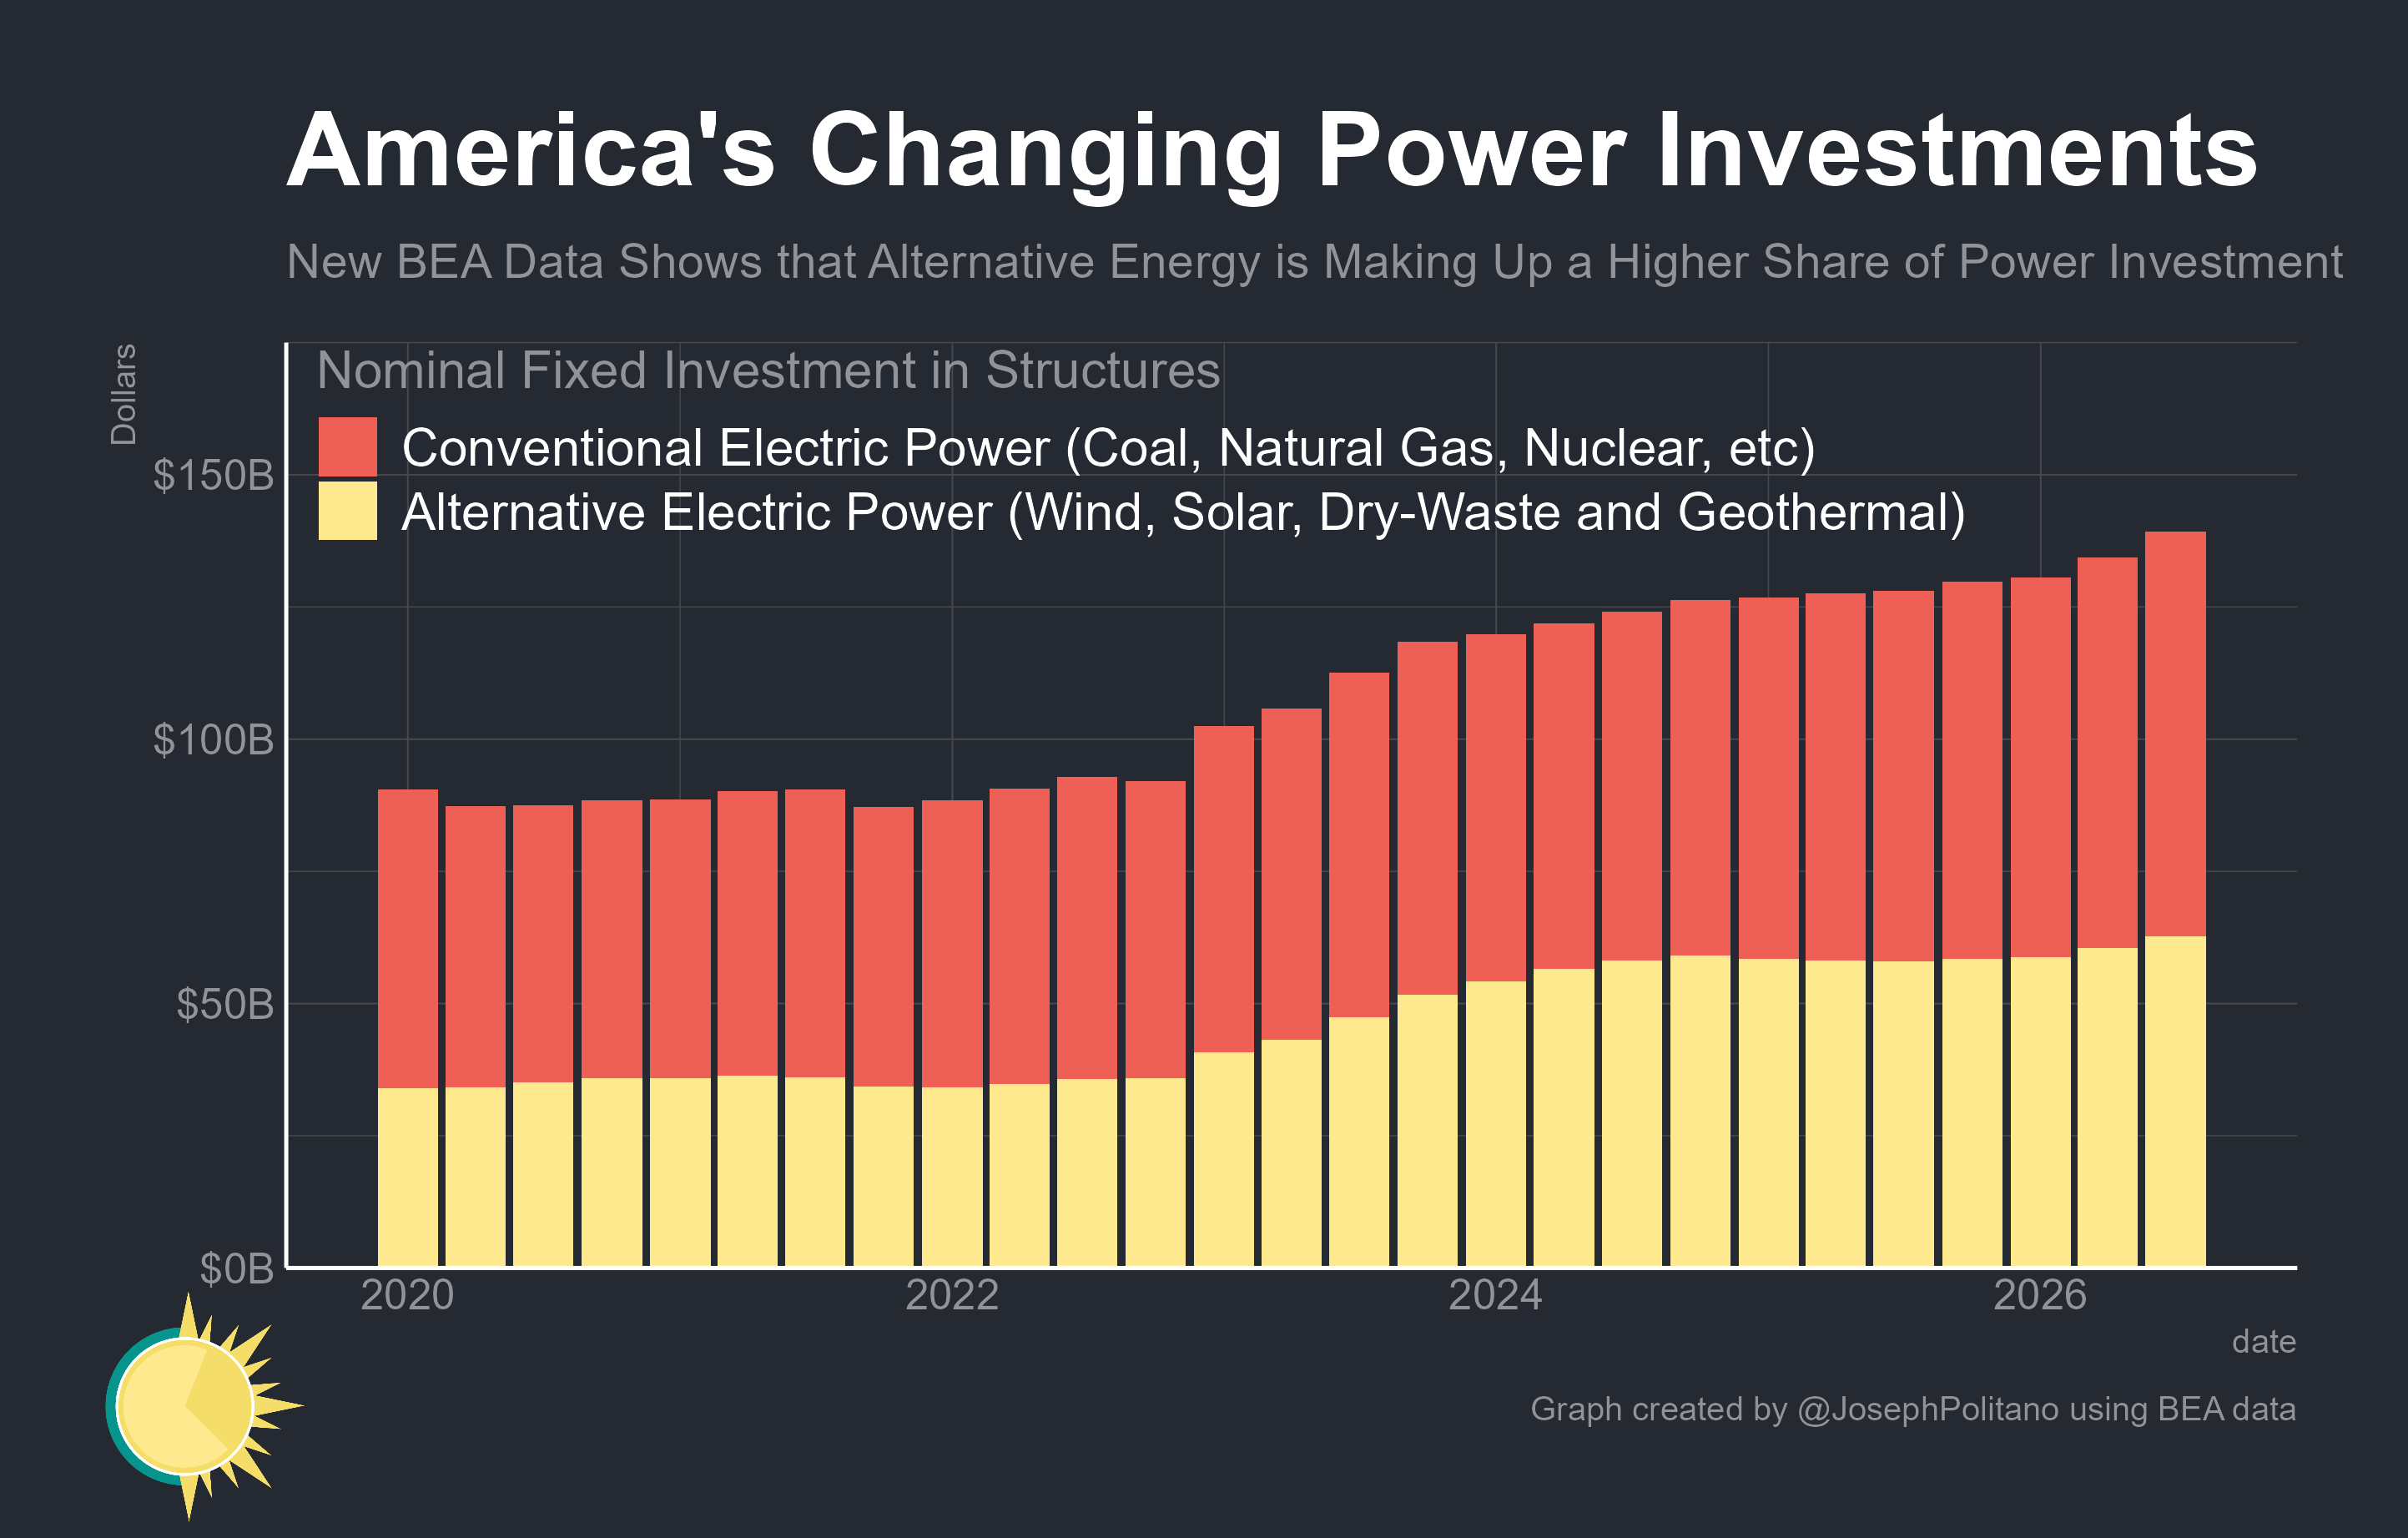 America's Changing Power Investments
New BEA Data Shows that Alternative Energy is Making Up a Higher Share of Power Investment
Dollars
Nominal Fixed Investment in Structures
Conventional Electric Power (Coal, Natural Gas, Nuclear, etc)
Alternative Electric Power (Wind, Solar, Dry-Waste and Geothermal)
$150B
$100B
$50B
$0B
2020 2022 2024 2026
date
Graph created by @JosephPolitano using BEA data